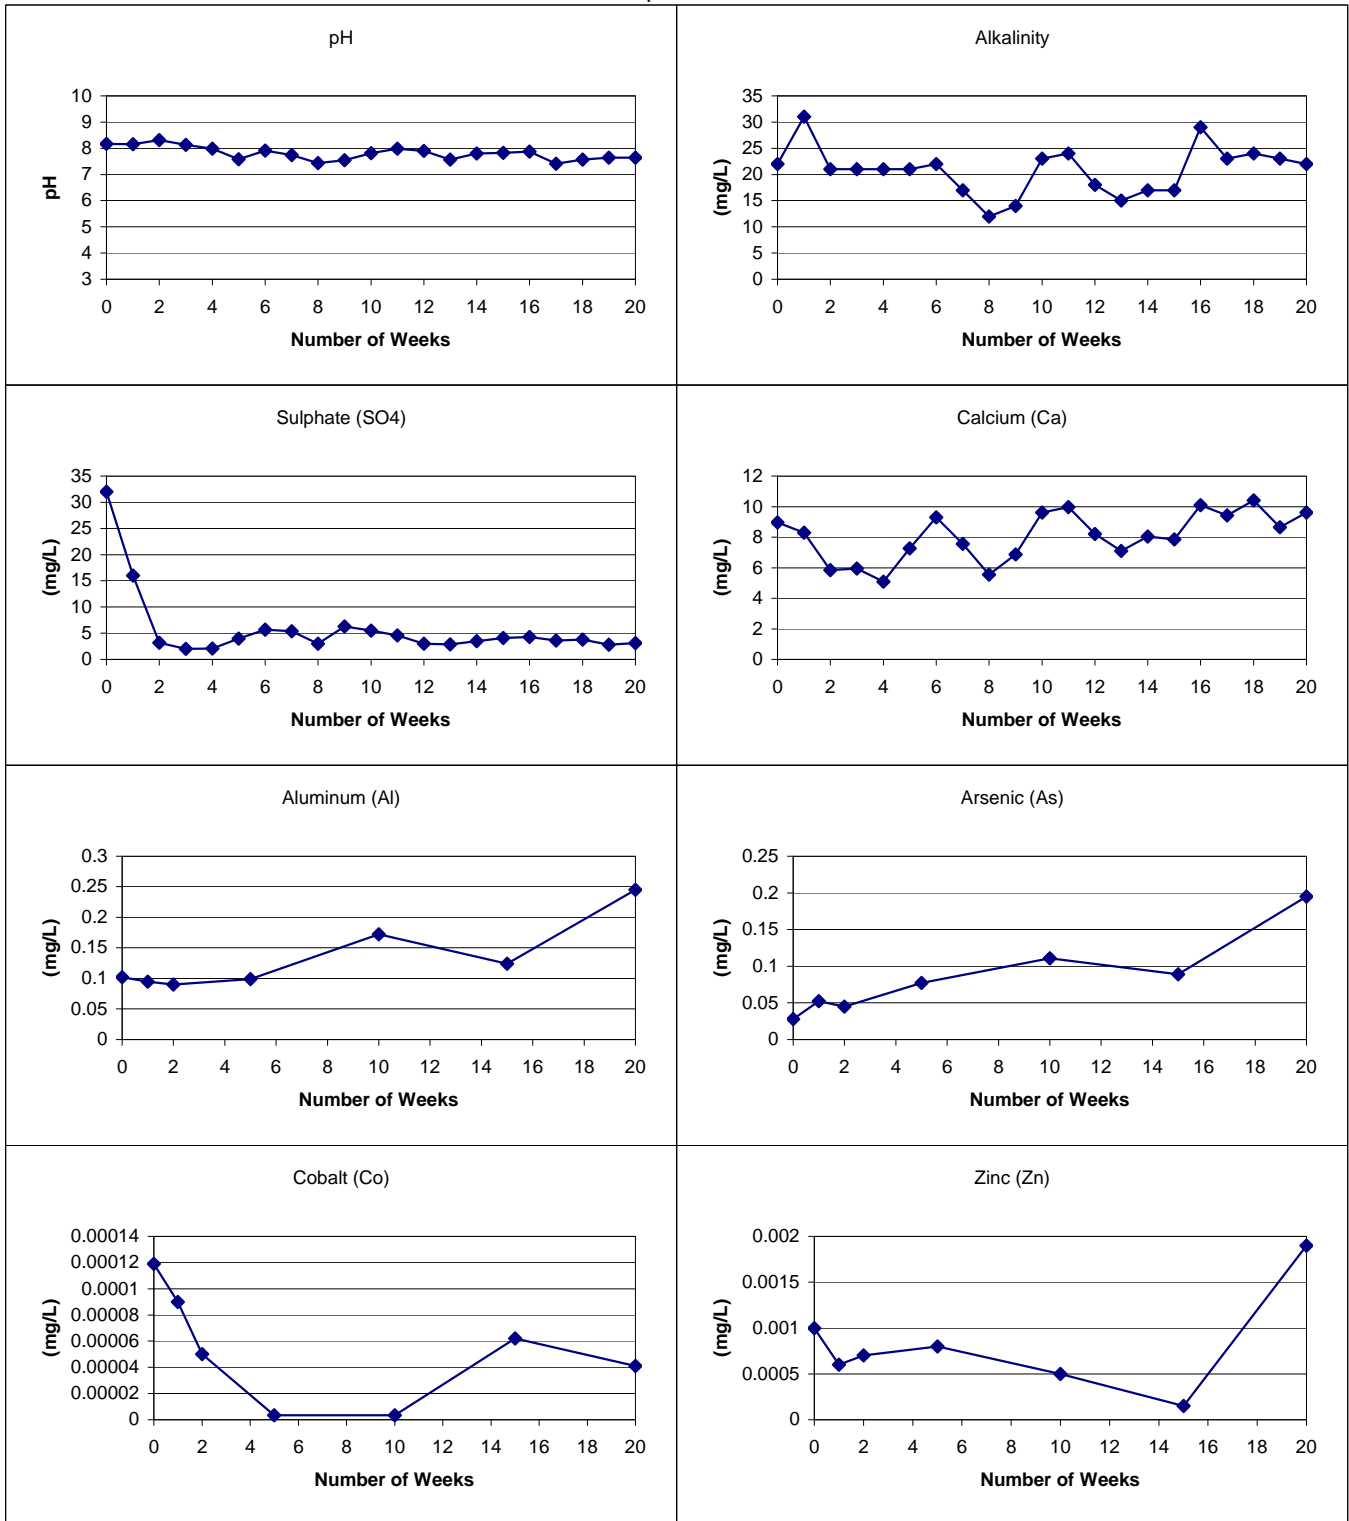 pH
10
9
8
7
6
5
4
3
pH
0 2 4 6 8 10 12 14 16 18 20
Number of Weeks
Alkalinity
35
30
25
20
15
10
5
0
(mg/L)
0 2 4 6 8 10 12 14 16 18 20
Number of Weeks
Sulphate (SO4)
35
30
25
20
15
10
5
0
(mg/L)
0 2 4 6 8 10 12 14 16 18 20
Number of Weeks
Calcium (Ca)
12
10
8
6
4
2
0
(mg/L)
0 2 4 6 8 10 12 14 16 18 20
Number of Weeks
Aluminum (Al)
0.3
0.25
0.2
0.15
0.1
0.05
0
(mg/L)
0 2 4 6 8 10 12 14 16 18 20
Number of Weeks
Arsenic (As)
0.25
0.2
0.15
0.1
0.05
0
(mg/L)
0 2 4 6 8 10 12 14 16 18 20
Number of Weeks
Cobalt (Co)
0.00014
0.00012
0.0001
0.00008
0.00006
0.00004
0.00002
0
(mg/L)
0 2 4 6 8 10 12 14 16 18 20
Number of Weeks
Zinc (Zn)
0.002
0.0015
0.001
0.0005
0
(mg/L)
0 2 4 6 8 10 12 14 16 18 20
Number of Weeks